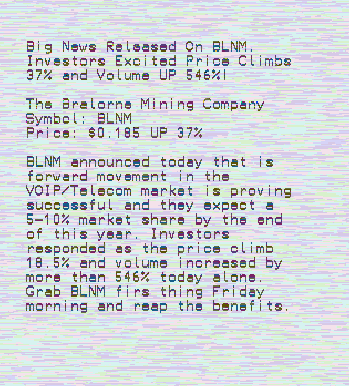 Big News Released On BLNM.
Investors Excited Price Climbs
37% and Volume UP 546%!
The Bralorne Mining Company
Symbol: BLNM
Price: $0.185 UP 37%
BLNM announced today that is
forward movement in the
VOIP/Telecom market is proving
successful and they expect a
5-10% market share by the end
of this year. Investors
responded as the price climb
18.5% and volume increased by
more than 546% today alone.
Grab BLNM firs thing Friday
morning and reap the benefits.